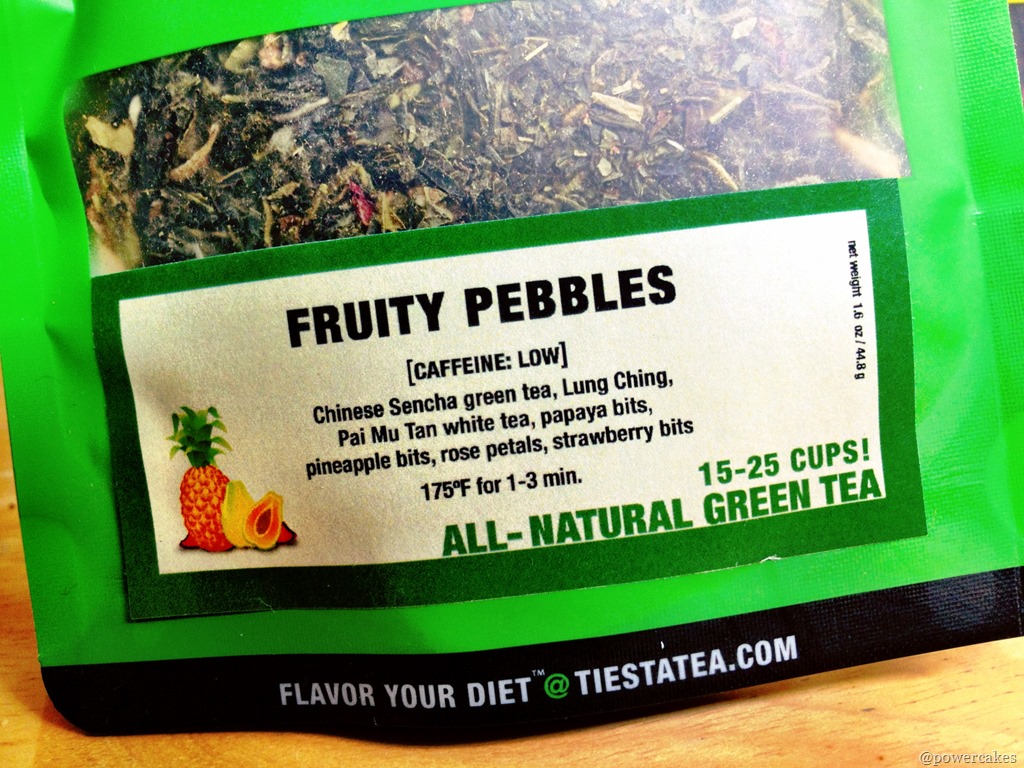 FRUITY PEBBLES
[CAFFEINE: LOW]
Chinese Sencha green tea, Lung Ching,
Pai Mu Tan white tea, papaya bits,
pineapple bits, rose petals, strawberry bits
175ºF for 1-3 min.
15-25 CUPS!
ALL-NATURAL GREEN TEA
net weight 1.6 oz / 44.8 g
FLAVOR YOUR DIET™@TIESTATEA.COM
@powercakes